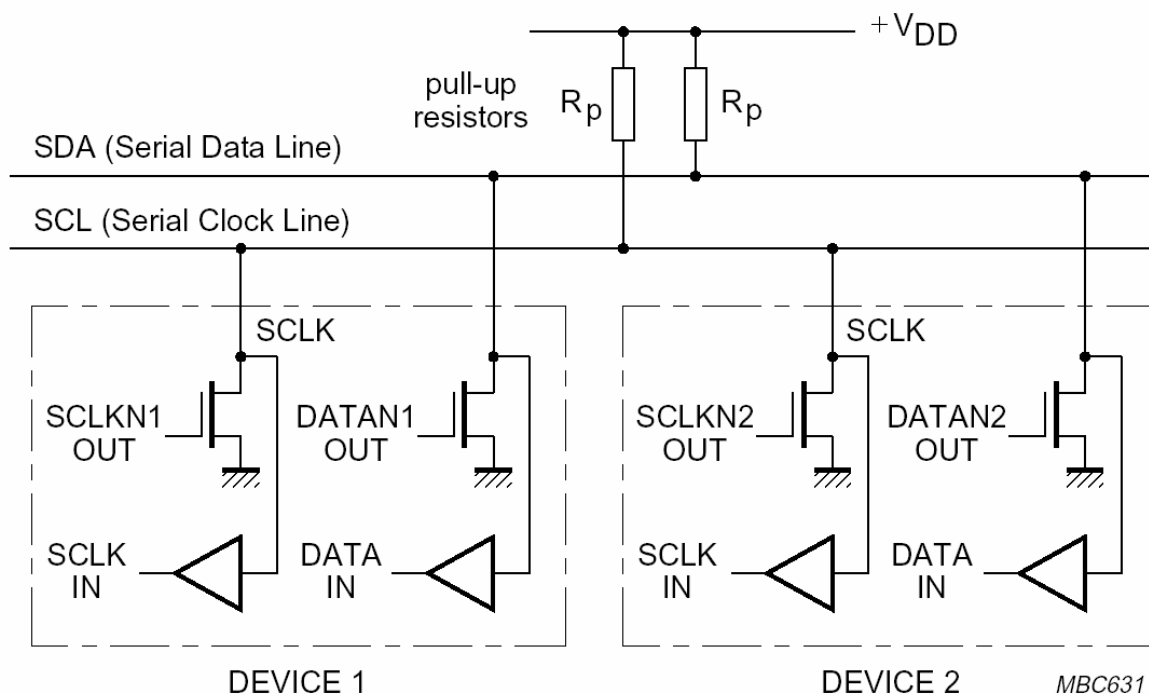 +VDD
pull-up
resistors
Rp
Rp
SDA (Serial Data Line)
SCL (Serial Clock Line)
SCLK
SCLK
SCLKN1
OUT
DATAN1
OUT
SCLKN2
OUT
DATAN2
OUT
SCLK
IN
DATA
IN
SCLK
IN
DATA
IN
DEVICE 1
DEVICE 2
MBC631